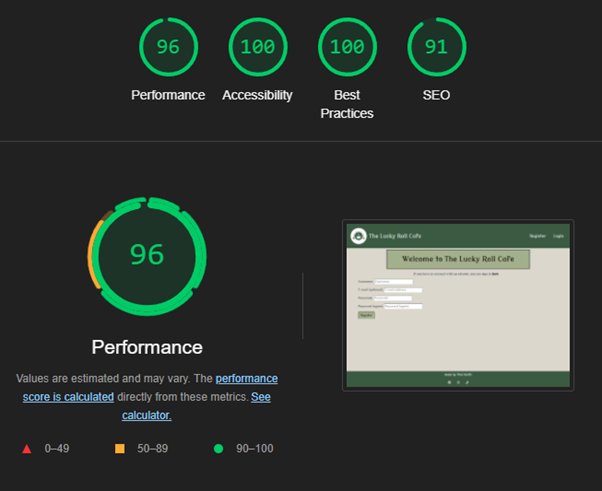 96
100
100
91
Performance
Accessibility
Best
Practices
SEO
96
Performance
Values are estimated and may vary. The performance
score is calculated directly from these metrics. See
calculator.
0–49
50–89
90–100
The Lucky Roll Cafe
Register
Login
Welcome to The Lucky Roll Cafe
Register